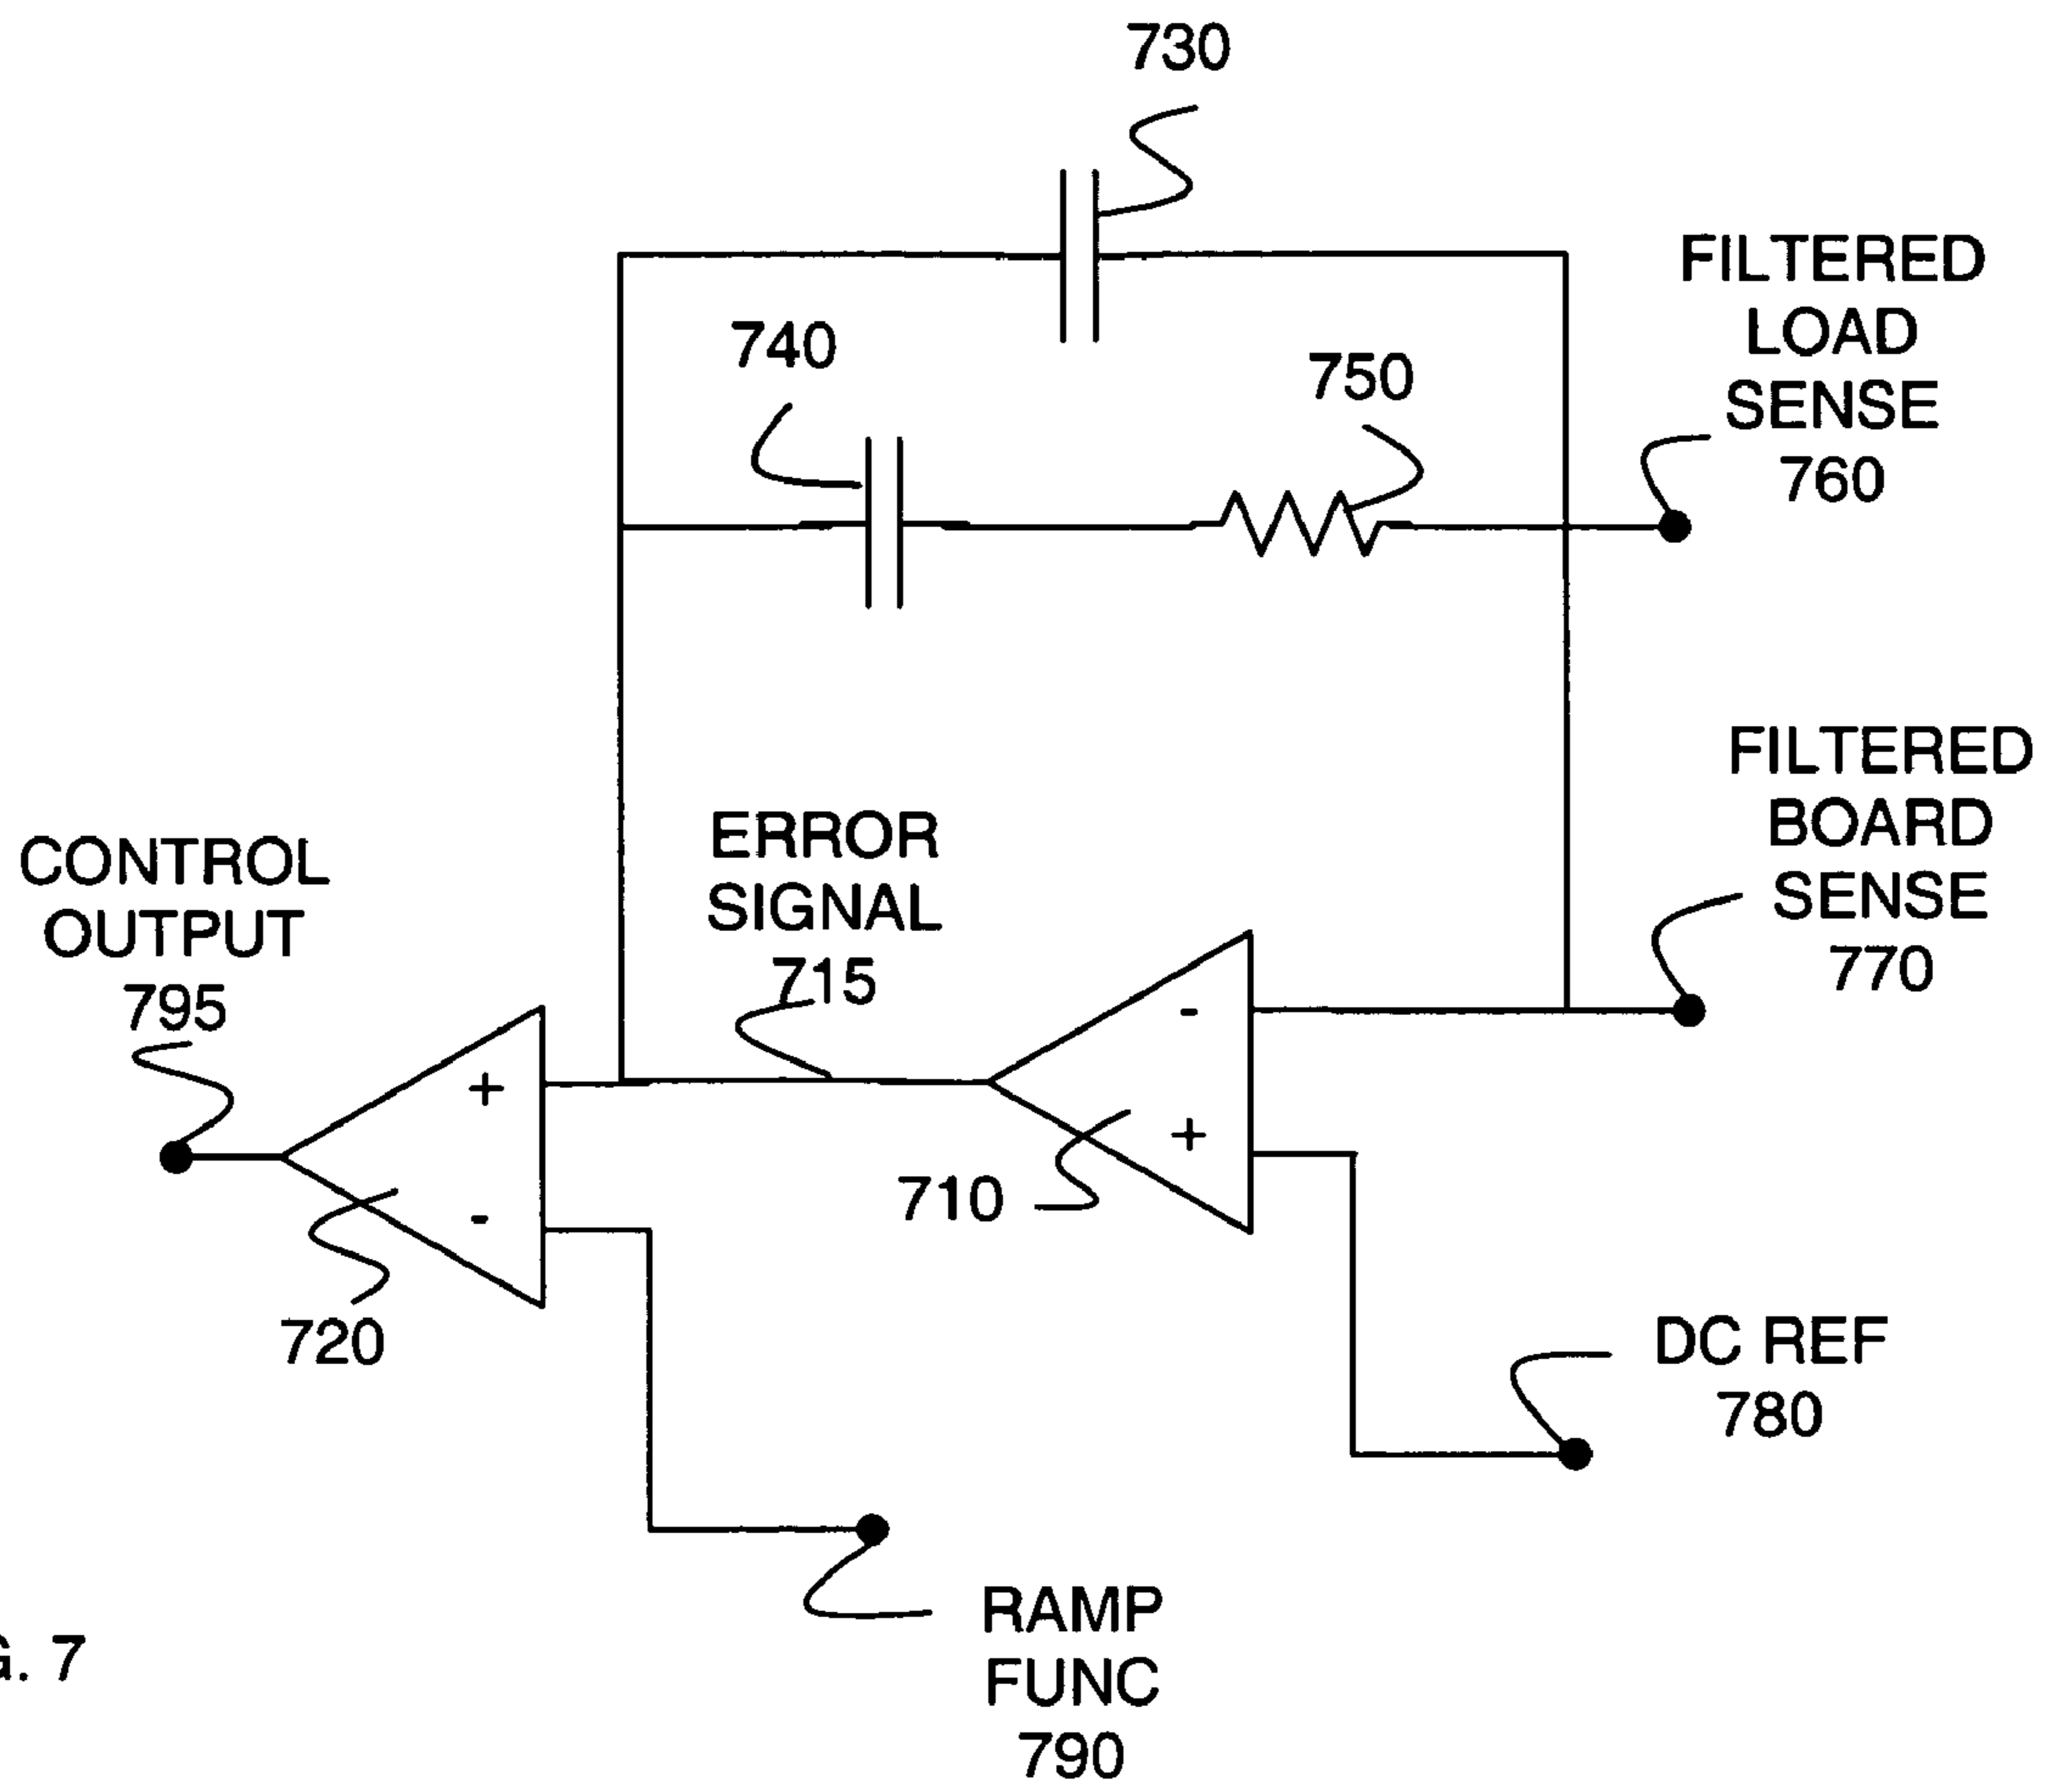 730
FILTERED
LOAD
SENSE
760
740
750
FILTERED
BOARD
SENSE
770
ERROR
SIGNAL
715
CONTROL
OUTPUT
795
-
+
+
-
710
720
DC REF
780
RAMP
FUNC
790
G. 7